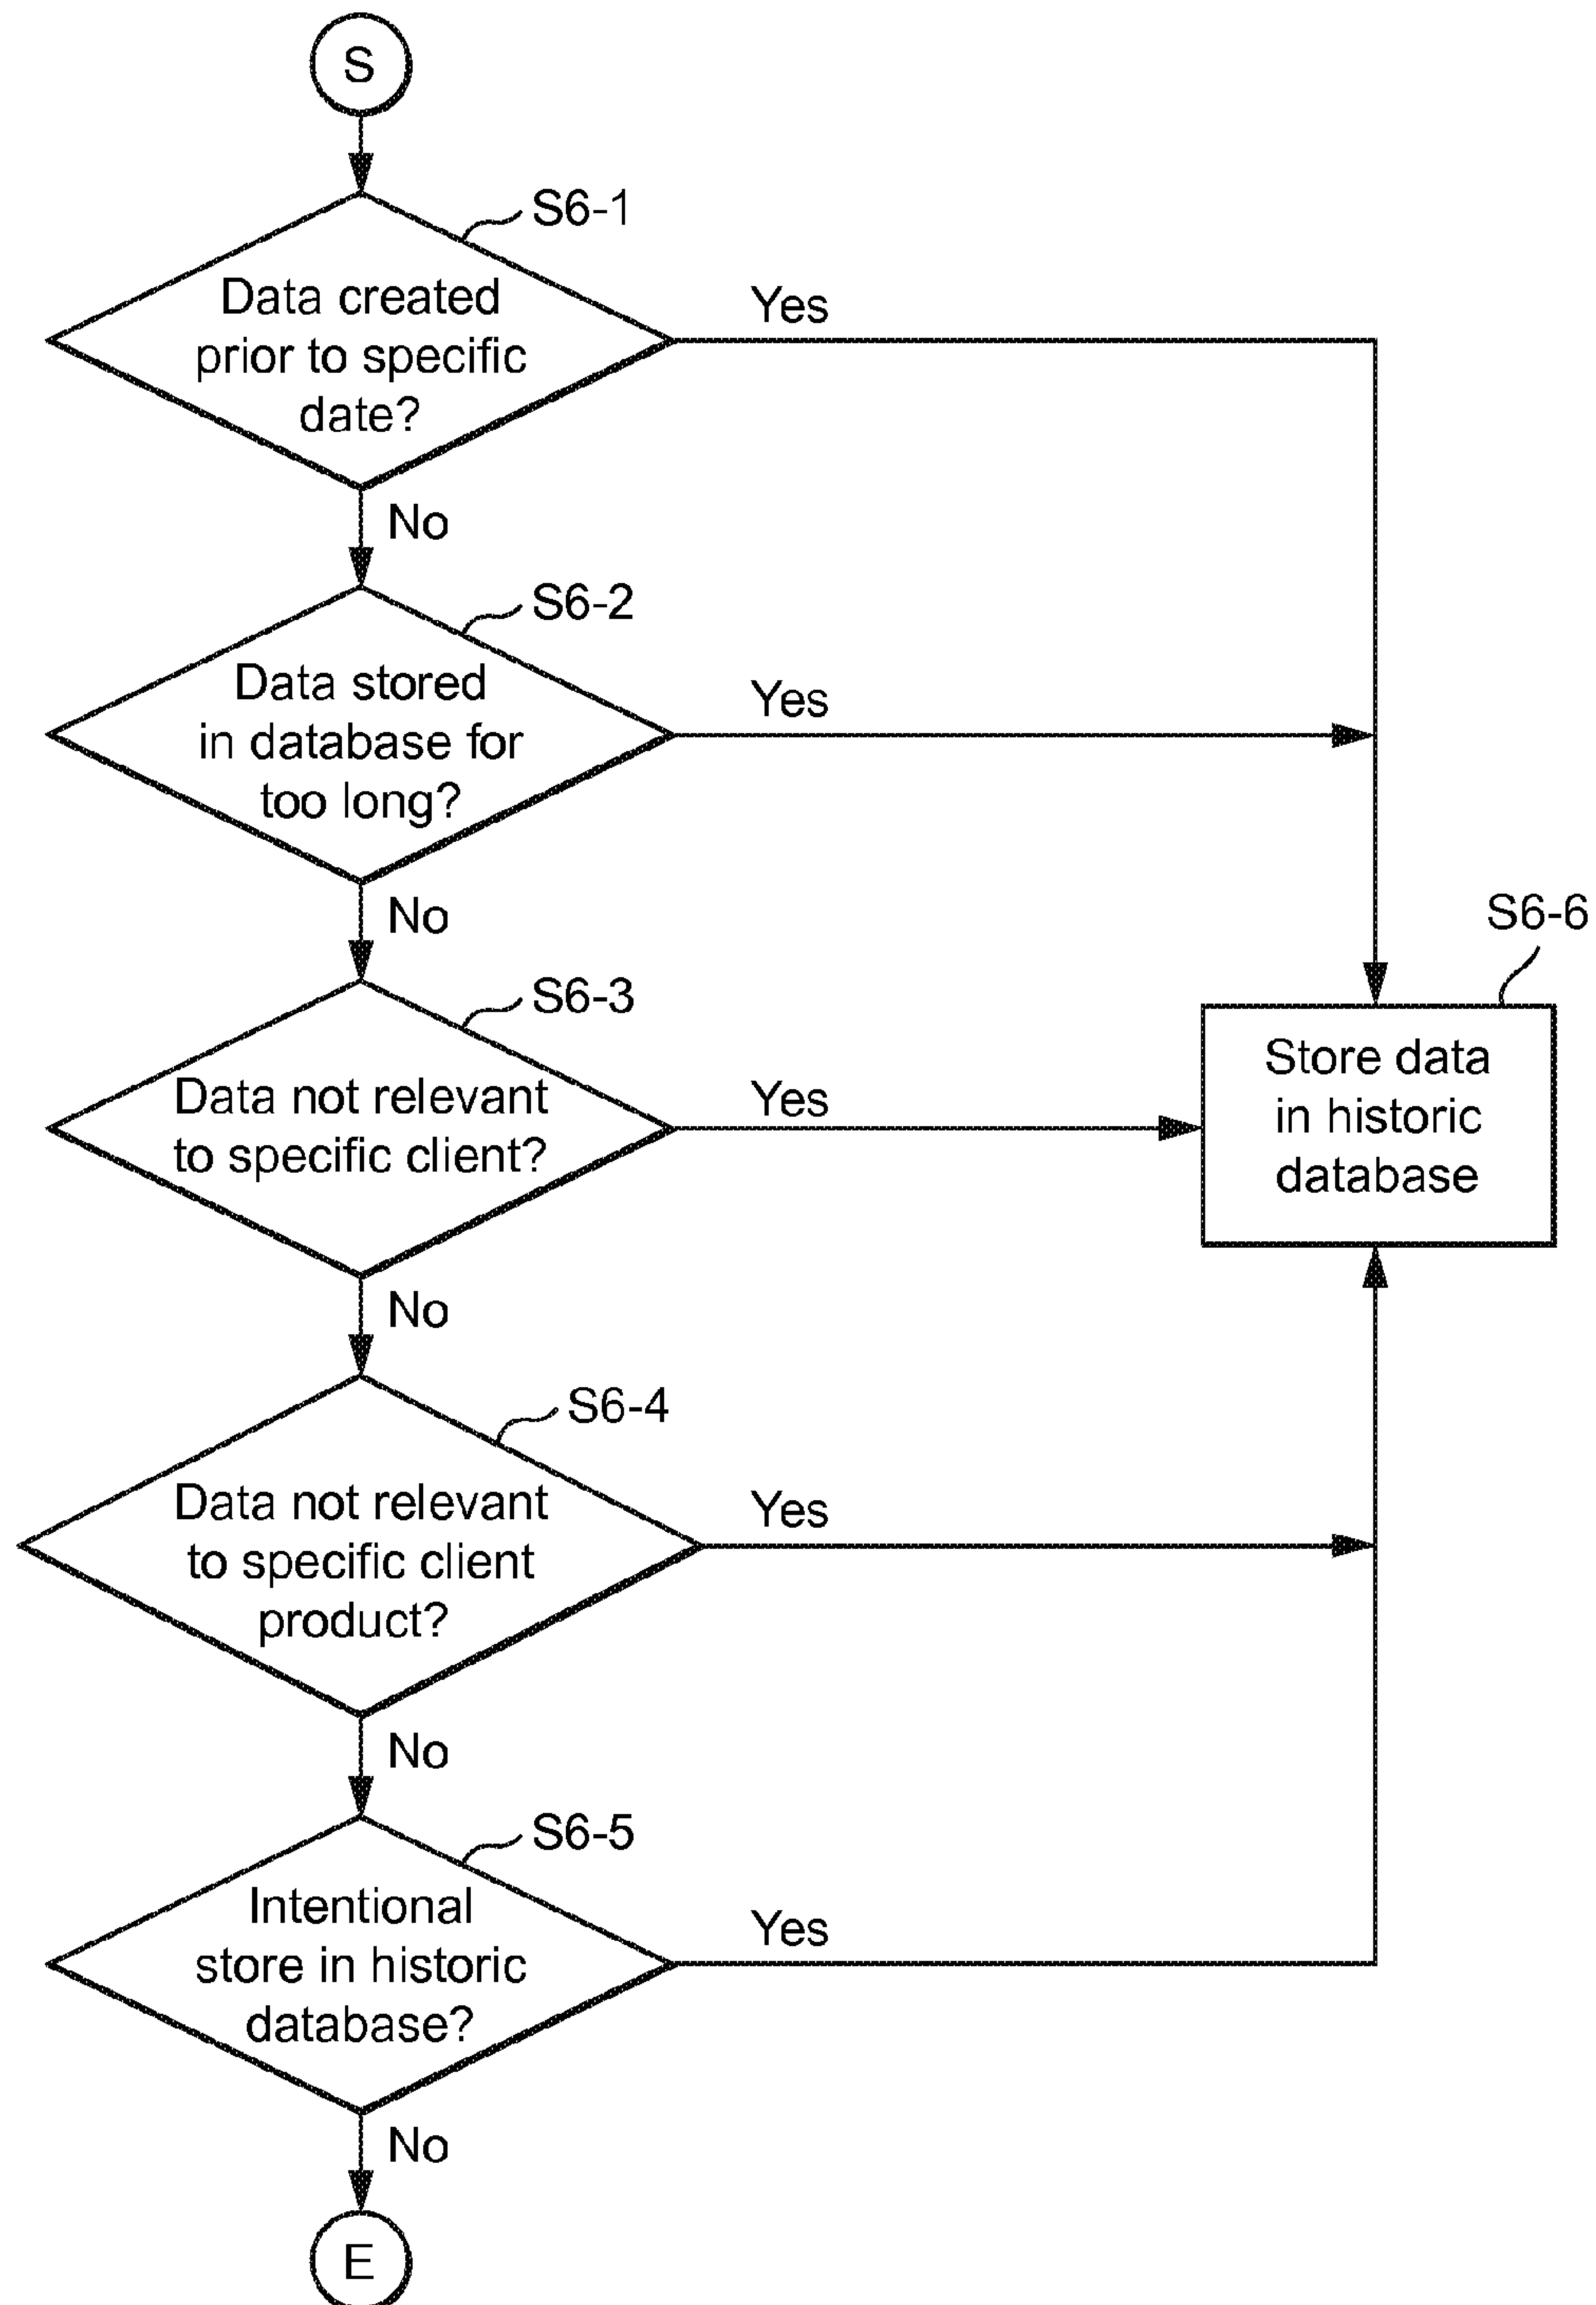 S
S6-1
Data created
prior to specific
date?
Yes
No
S6-2
Data stored
in database for
too long?
Yes
No
S6-3
Data not relevant
to specific client?
Yes
S6-6
Store data
in historic
database
No
S6-4
Data not relevant
to specific client
product?
Yes
No
S6-5
Intentional
store in historic
database?
Yes
No
E